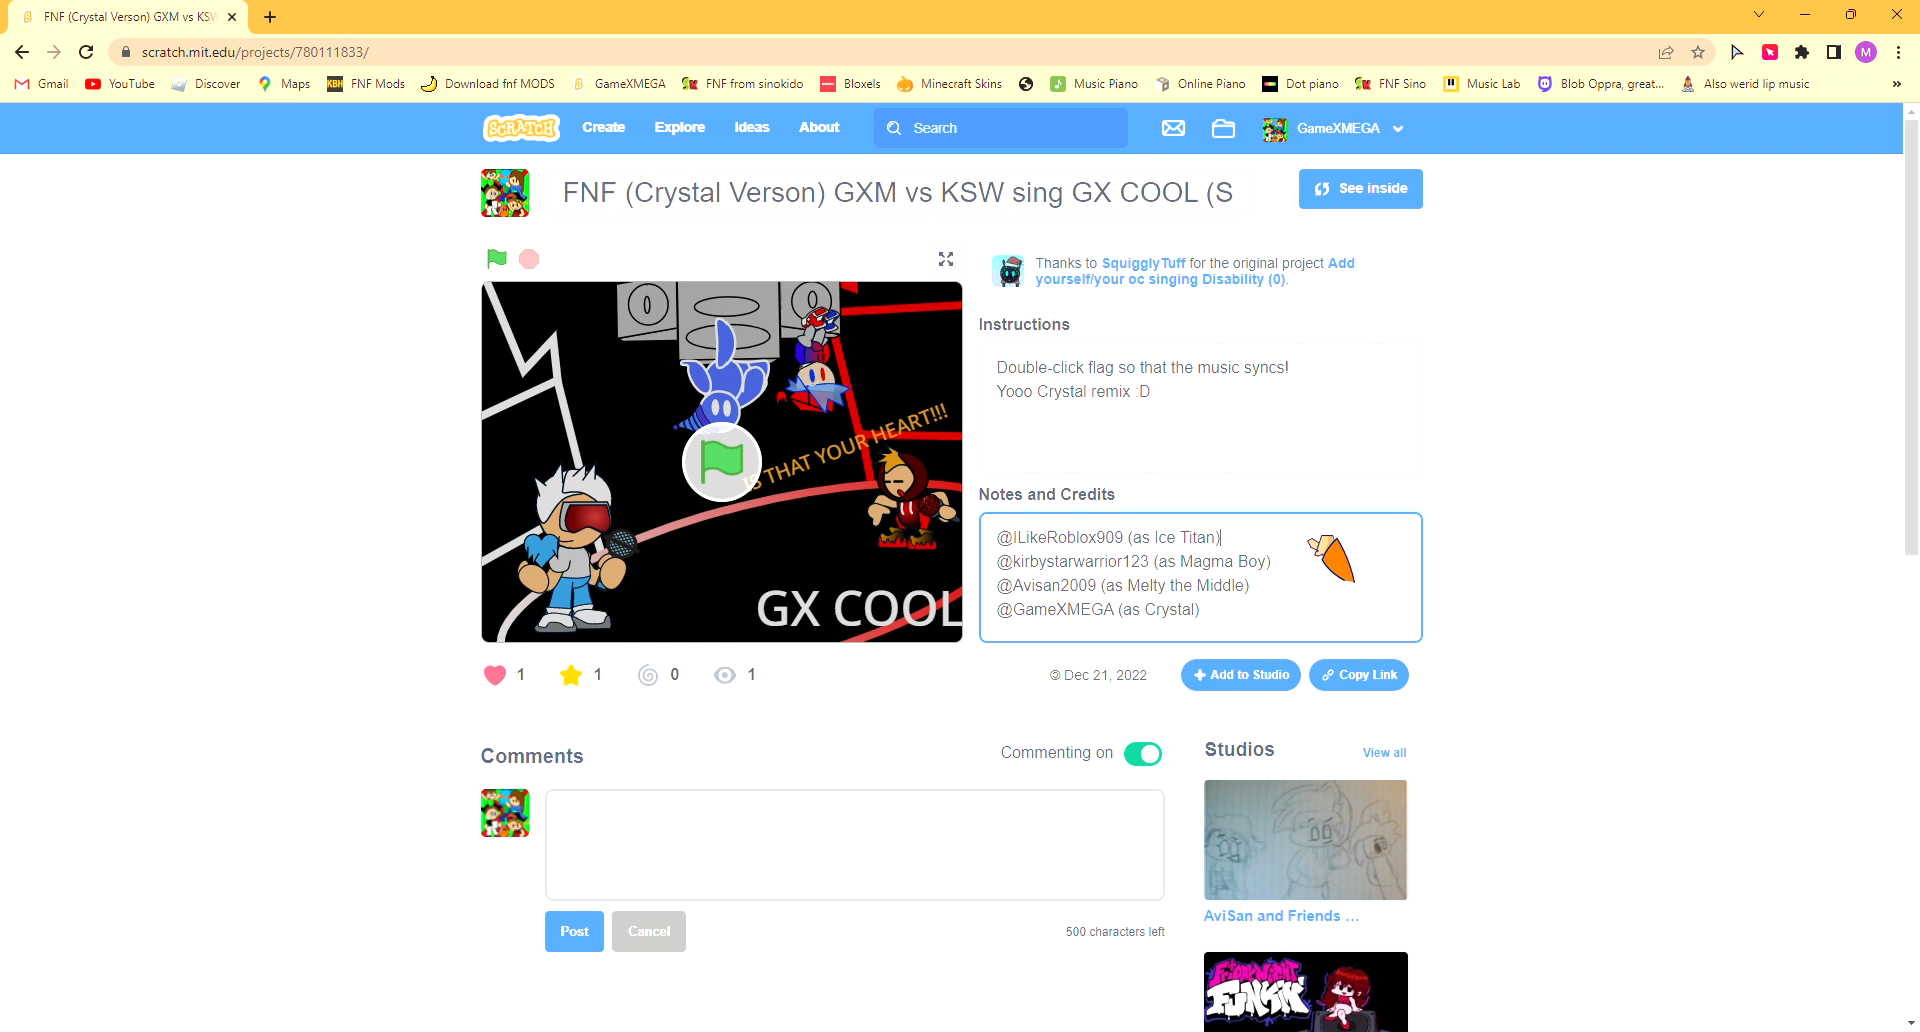 FNF (Crystal Verson) GXM vs KSW
scratch.mit.edu/projects/780111833/
M
Gmail YouTube Discover Maps KBH FNF Mods Download fnf MODS GameXMEGA FNF from sinokido Bloxels Minecraft Skins Music Piano Online Piano Dot piano FNF Sino Music Lab Blob Oppra, great... Also werid lip music »
SCRATCH Create Explore Ideas About Search GameXMEGA
FNF (Crystal Verson) GXM vs KSW sing GX COOL (S
See inside
Thanks to SquigglyTuff for the original project Add
yourself/your oc singing Disability (0).
Instructions
Double-click flag so that the music syncs!
Yooo Crystal remix :D
IS THAT YOUR HEART!!!
GX COOL
Notes and Credits
@ILikeRoblox909 (as Ice Titan)
@kirbystarwarrior123 (as Magma Boy)
@Avisan2009 (as Melty the Middle)
@GameXMEGA (as Crystal)
1 1 0 1
© Dec 21, 2022
Add to Studio
Copy Link
Comments
Commenting on
Studios
View all
Post
Cancel
500 characters left
AviSan and Friends ...
FRIDAY NIGHT
FUNKIN'